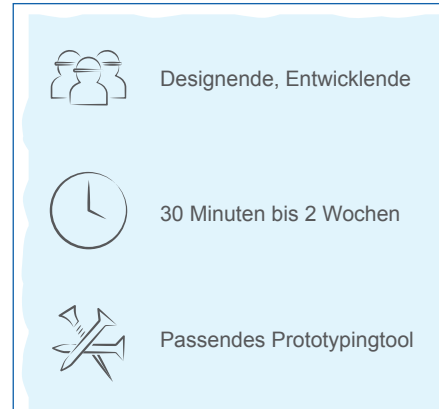 Designende, Entwicklende
30 Minuten bis 2 Wochen
Passendes Prototypingtool